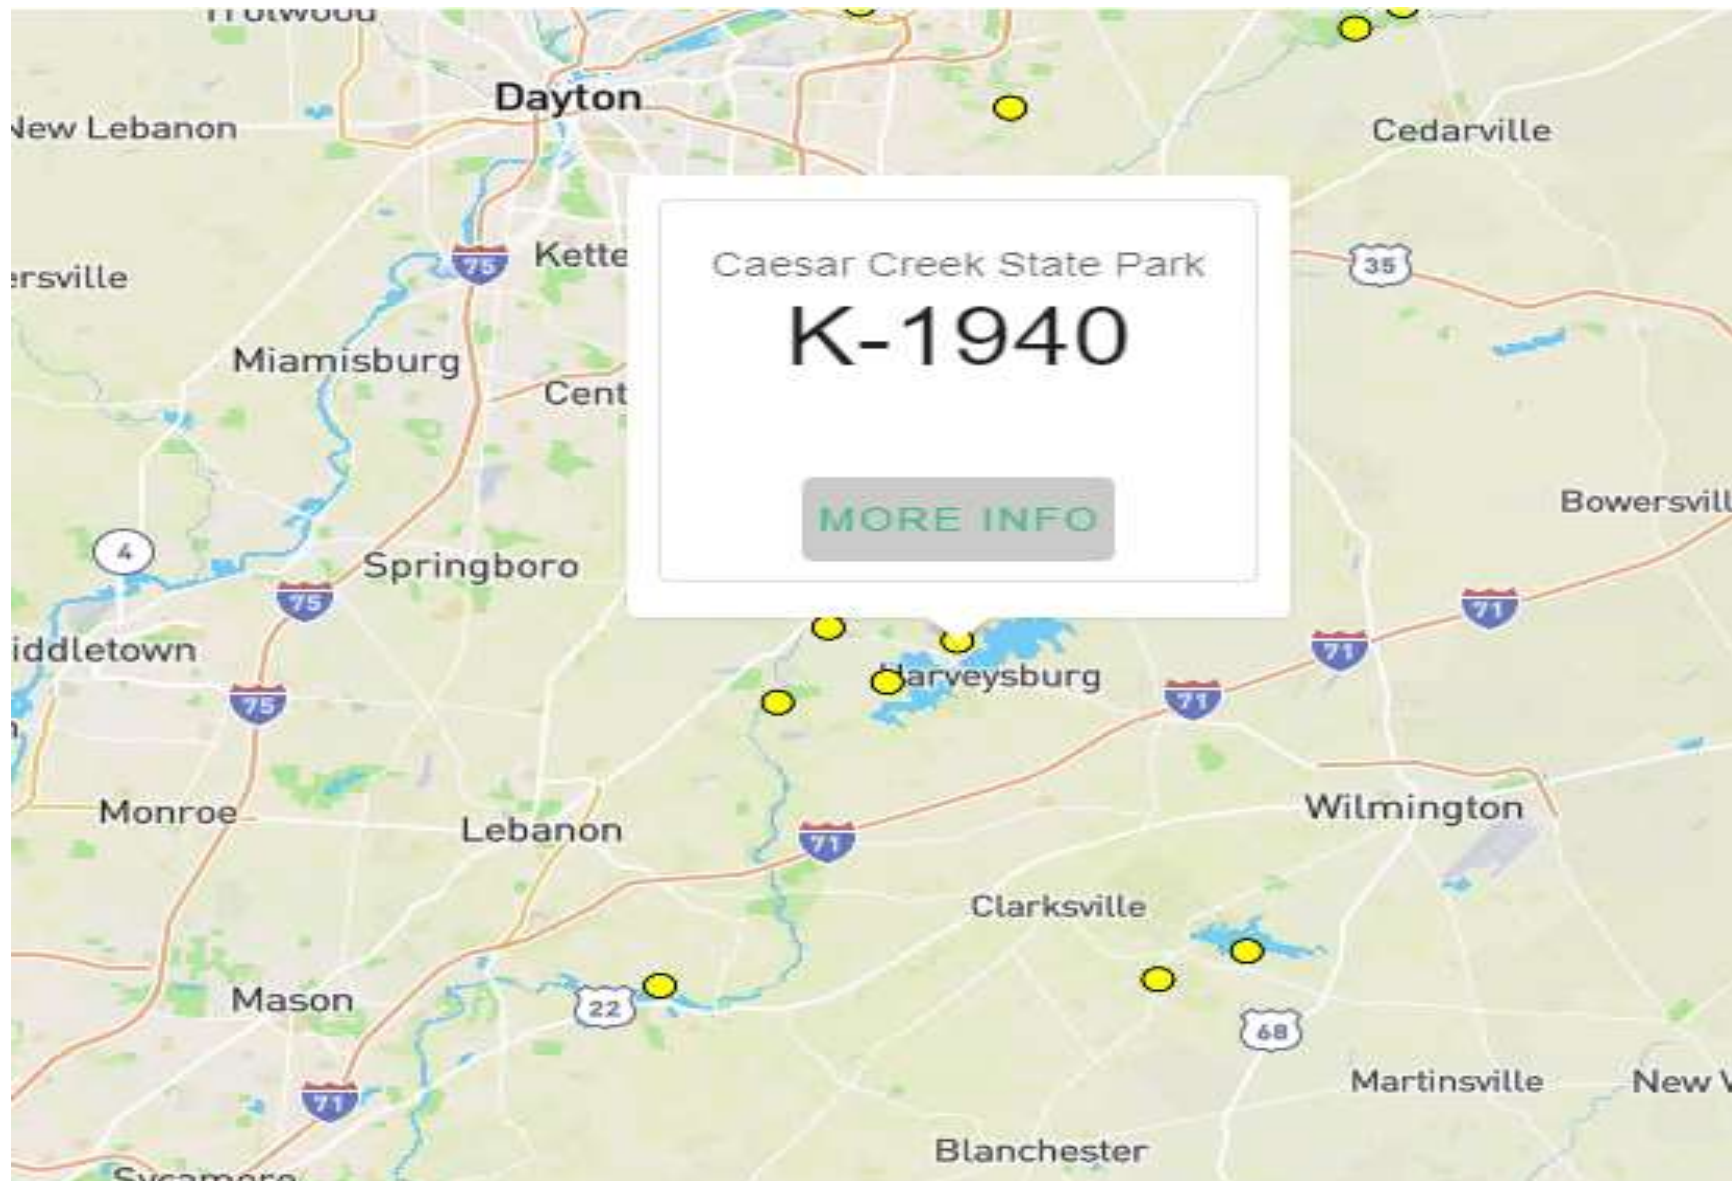 Dayton
New Lebanon
Cedarville
Kette
75
35
Caesar Creek State Park
K-1940
ersville
Miamisburg
Cent
MORE INFO
Bowersvill
4
Springboro
75
71
71
iddletown
Harveysburg
75
71
Monroe
Lebanon
71
Wilmington
Clarksville
Mason
22
68
71
Martinsville
New V
Blanchester
Sycamore